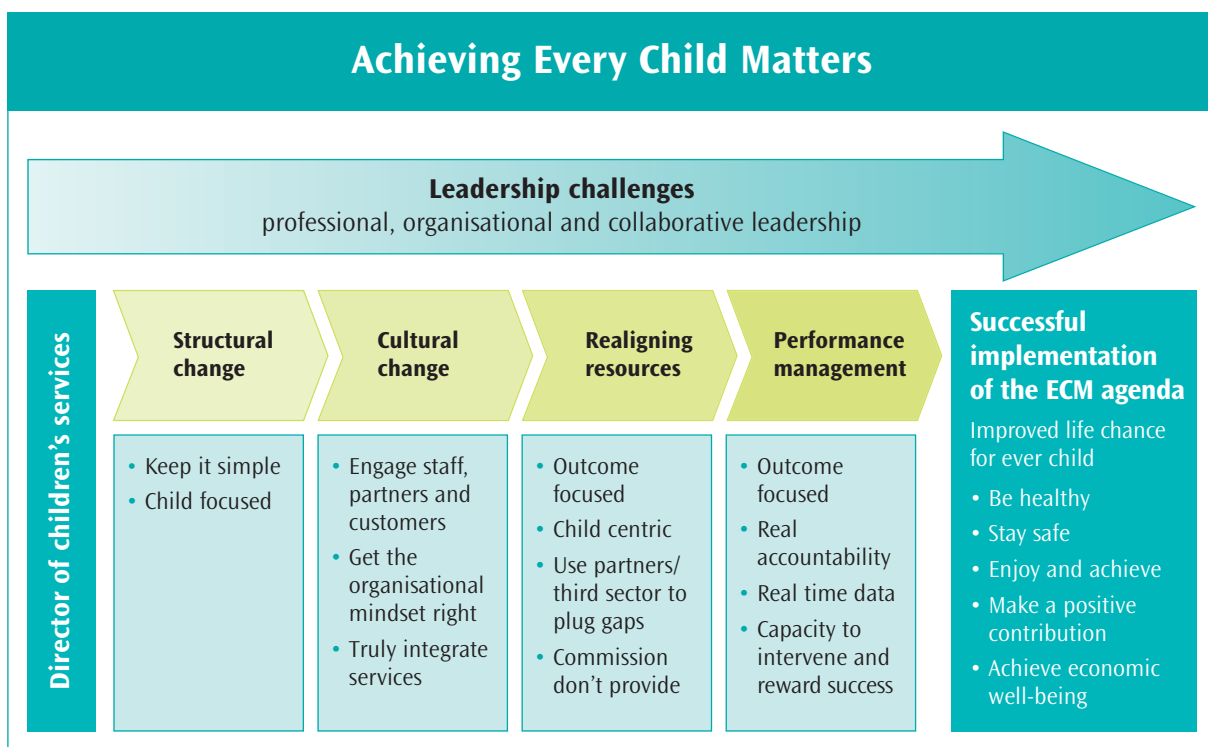 Achieving Every Child Matters
Leadership challenges
professional, organisational and collaborative leadership
Director of children's services
Structural
change
• Keep it simple
• Child focused
Cultural
change
• Engage staff,
partners and
customers
• Get the
organisational
mindset right
• Truly integrate
services
Realigning
resources
• Outcome
focused
• Child centric
• Use partners/
third sector to
plug gaps
• Commission
don't provide
Performance
management
• Outcome
focused
• Real
accountability
• Real time data
• Capacity to
intervene and
reward success
Successful
implementation
of the ECM agenda
Improved life chance
for ever child
• Be healthy
• Stay safe
• Enjoy and achieve
• Make a positive
contribution
• Achieve economic
well-being